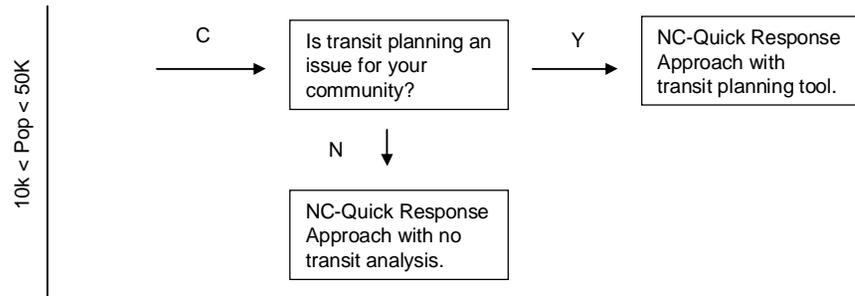 10k < Pop < 50K
C
Is transit planning an
issue for your
community?
Y
NC-Quick Response
Approach with
transit planning tool.
N
NC-Quick Response
Approach with no
transit analysis.